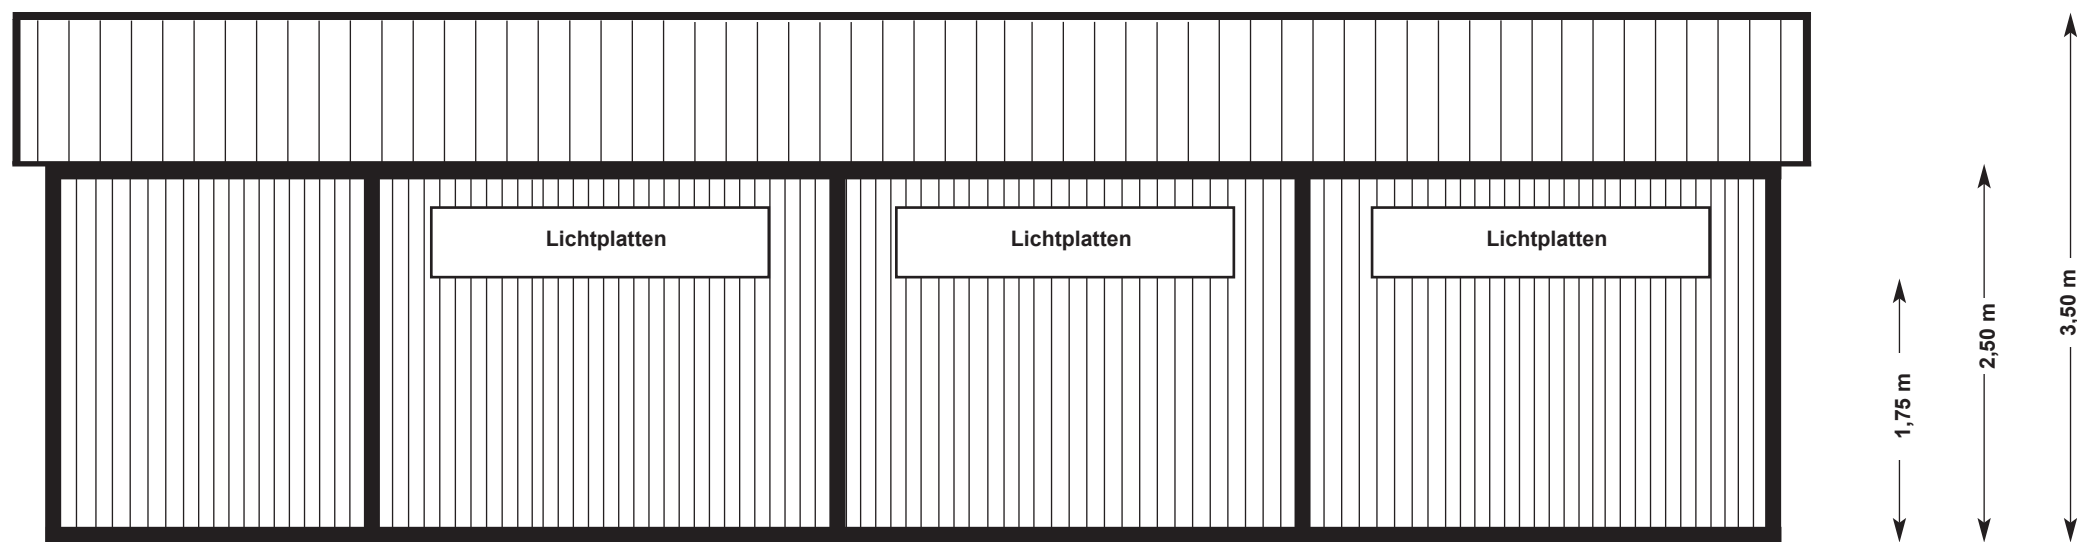 Lichtplatten
Lichtplatten
Lichtplatten
1,75 m
2,50 m
3,50 m